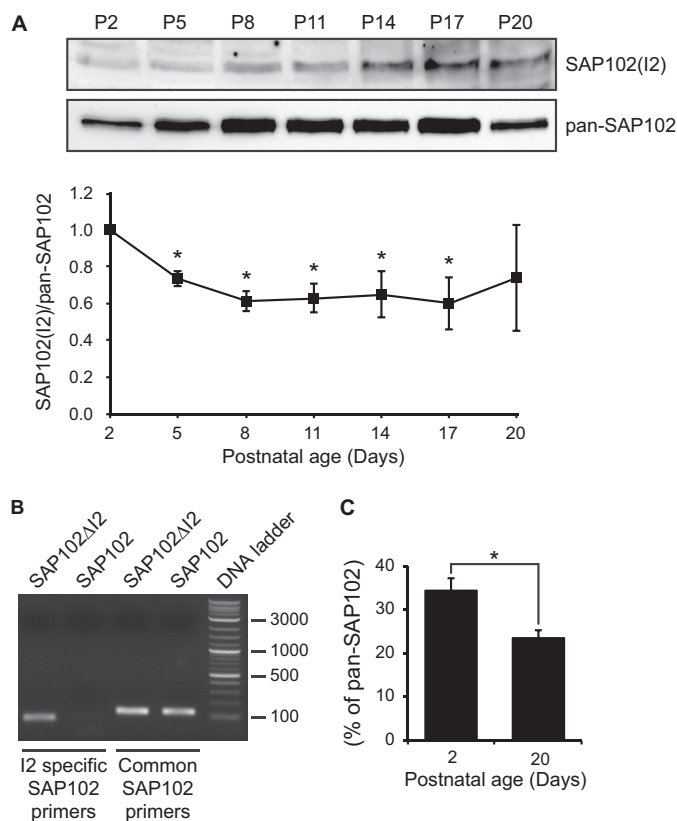 A
P2 P5 P8 P11 P14 P17 P20
SAP102(I2)
pan-SAP102
SAP102(I2)/pan-SAP102
1.2
1.0
0.8
0.6
0.4
0.2
0.0
* * * * *
2 5 8 11 14 17 20
Postnatal age (Days)
B
SAP102ΔI2
SAP102
SAP102ΔI2
SAP102
DNA ladder
3000
1000
500
100
I2 specific
SAP102
primers
Common
SAP102
primers
C
(% of pan-SAP102)
40
30
20
10
0
*
2 20
Postnatal age (Days)